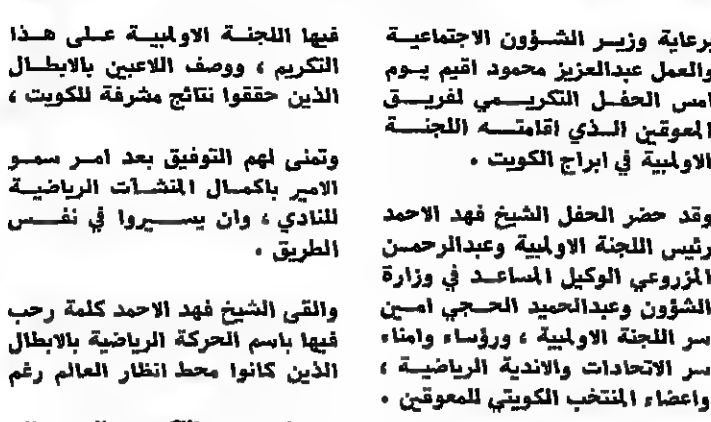 برعاية وزير الشؤون الاجتماعية
والعمل عبدالعزيز محمود اقيم يوم
امس الحفل التكريمي لفريق
المعوقين الذي اقامته اللجنة
الاولمبية في ابراج الكويت .
وقد حضر الحفل الشيخ فهد الاحمد
رئيس اللجنة الاولمبية وعبدالرحمن
المزروعي الوكيل المساعد في وزارة
الشؤون وعبدالحميد الحجي امين
سر اللجنة الاولمبية ، ورؤساء وامناء
سر الاتحادات والاندية الرياضية ،
واعضاء المنتخب الكويتي للمعوقين .
فيها اللجنة الاولمبية على هذا
التكريم ، ووصف اللاعبين بالابطال
الذين حققوا نتائج مشرفة للكويت ،
وتمنى لهم التوفيق بعد امر سمو
الامير باكمال المنشآت الرياضية
للنادي ، وان يسيروا في نفس
الطريق .
والقى الشيخ فهد الاحمد كلمة رحب
فيها باسم الحركة الرياضية بالابطال
الذين كانوا محط انظار العالم رغم